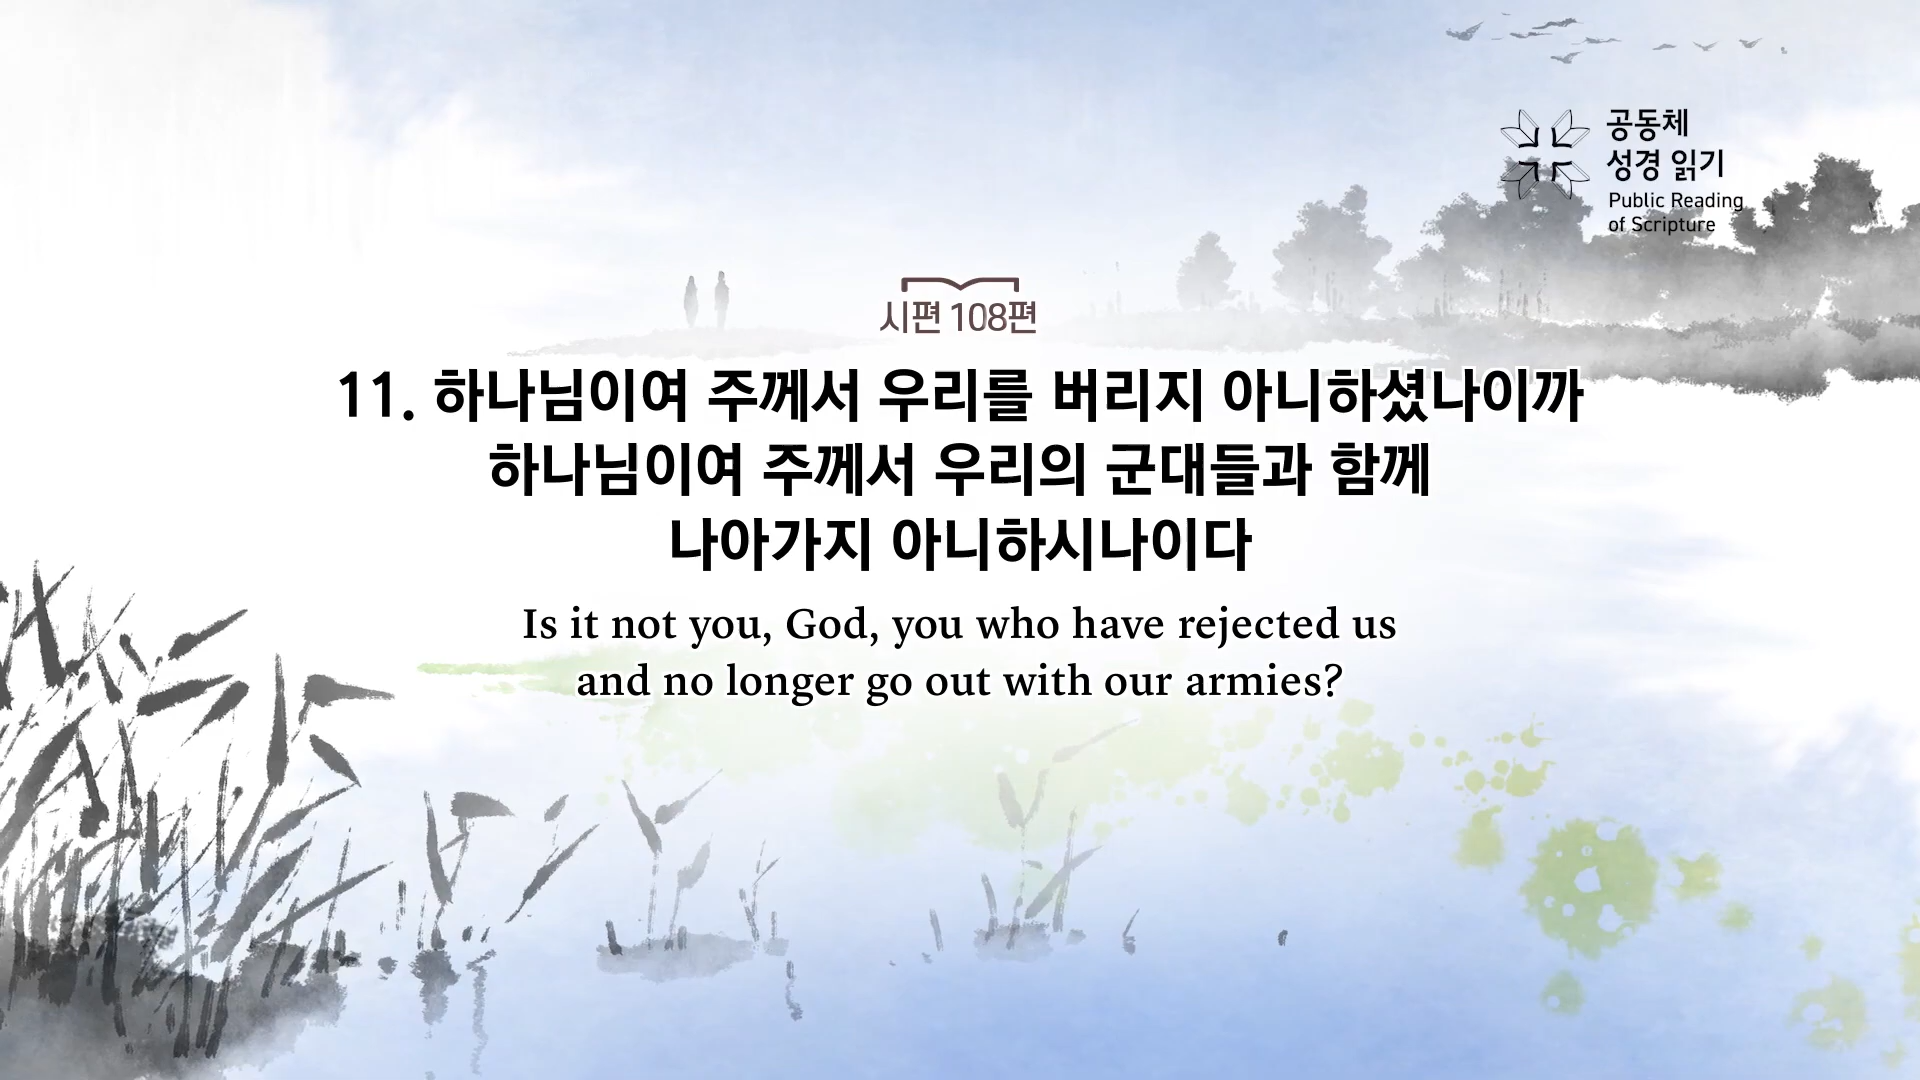 공동체
성경 읽기
Public Reading
of Scripture
시편 108편
11. 하나님이여 주께서 우리를 버리지 아니하셨나이까
하나님이여 주께서 우리의 군대들과 함께
나아가지 아니하시나이다
Is it not you, God, you who have rejected us
and no longer go out with our armies?